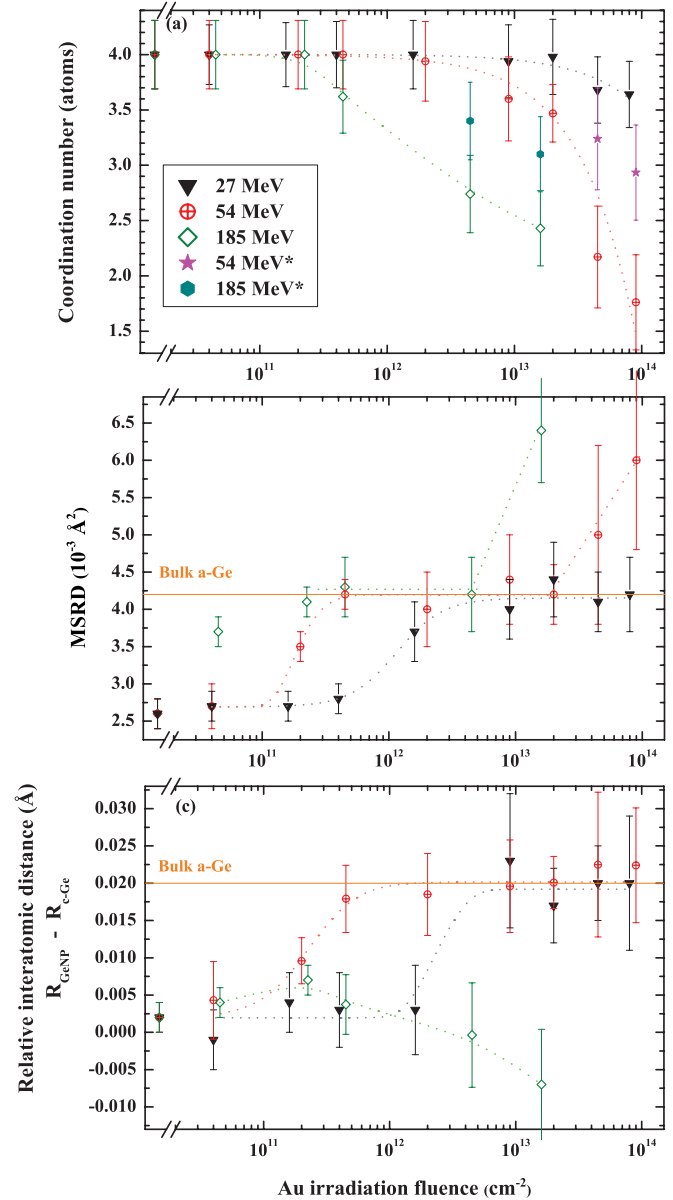 (a)
4.0
3.5
3.0
2.5
2.0
1.5
Coordination number (atoms)
27 MeV
54 MeV
185 MeV
54 MeV*
185 MeV*
10¹¹ 10¹² 10¹³ 10¹⁴
6.5
6.0
5.5
5.0
4.5
4.0
3.5
3.0
2.5
MSRD (10⁻³ Å²)
Bulk a-Ge
10¹¹ 10¹² 10¹³ 10¹⁴
(c)
0.030
0.025
0.020
0.015
0.010
0.005
0.000
-0.005
-0.010
Relative interatomic distance (Å)
R_GeNP - R_c-Ge
Bulk a-Ge
10¹¹ 10¹² 10¹³ 10¹⁴
Au irradiation fluence (cm⁻²)